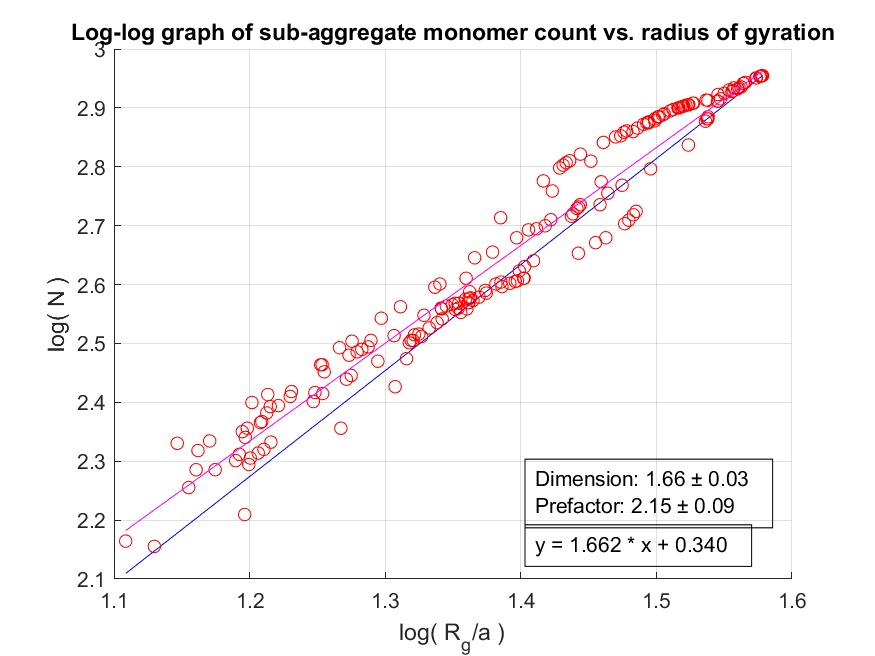 Log-log graph of sub-aggregate monomer count vs. radius of gyration
3
2.9
2.8
2.7
2.6
2.5
2.4
2.3
2.2
2.1
log( N )
Dimension: 1.66 ± 0.03
Prefactor: 2.15 ± 0.09
y = 1.662 * x + 0.340
1.1 1.2 1.3 1.4 1.5 1.6
log( R_g/a )